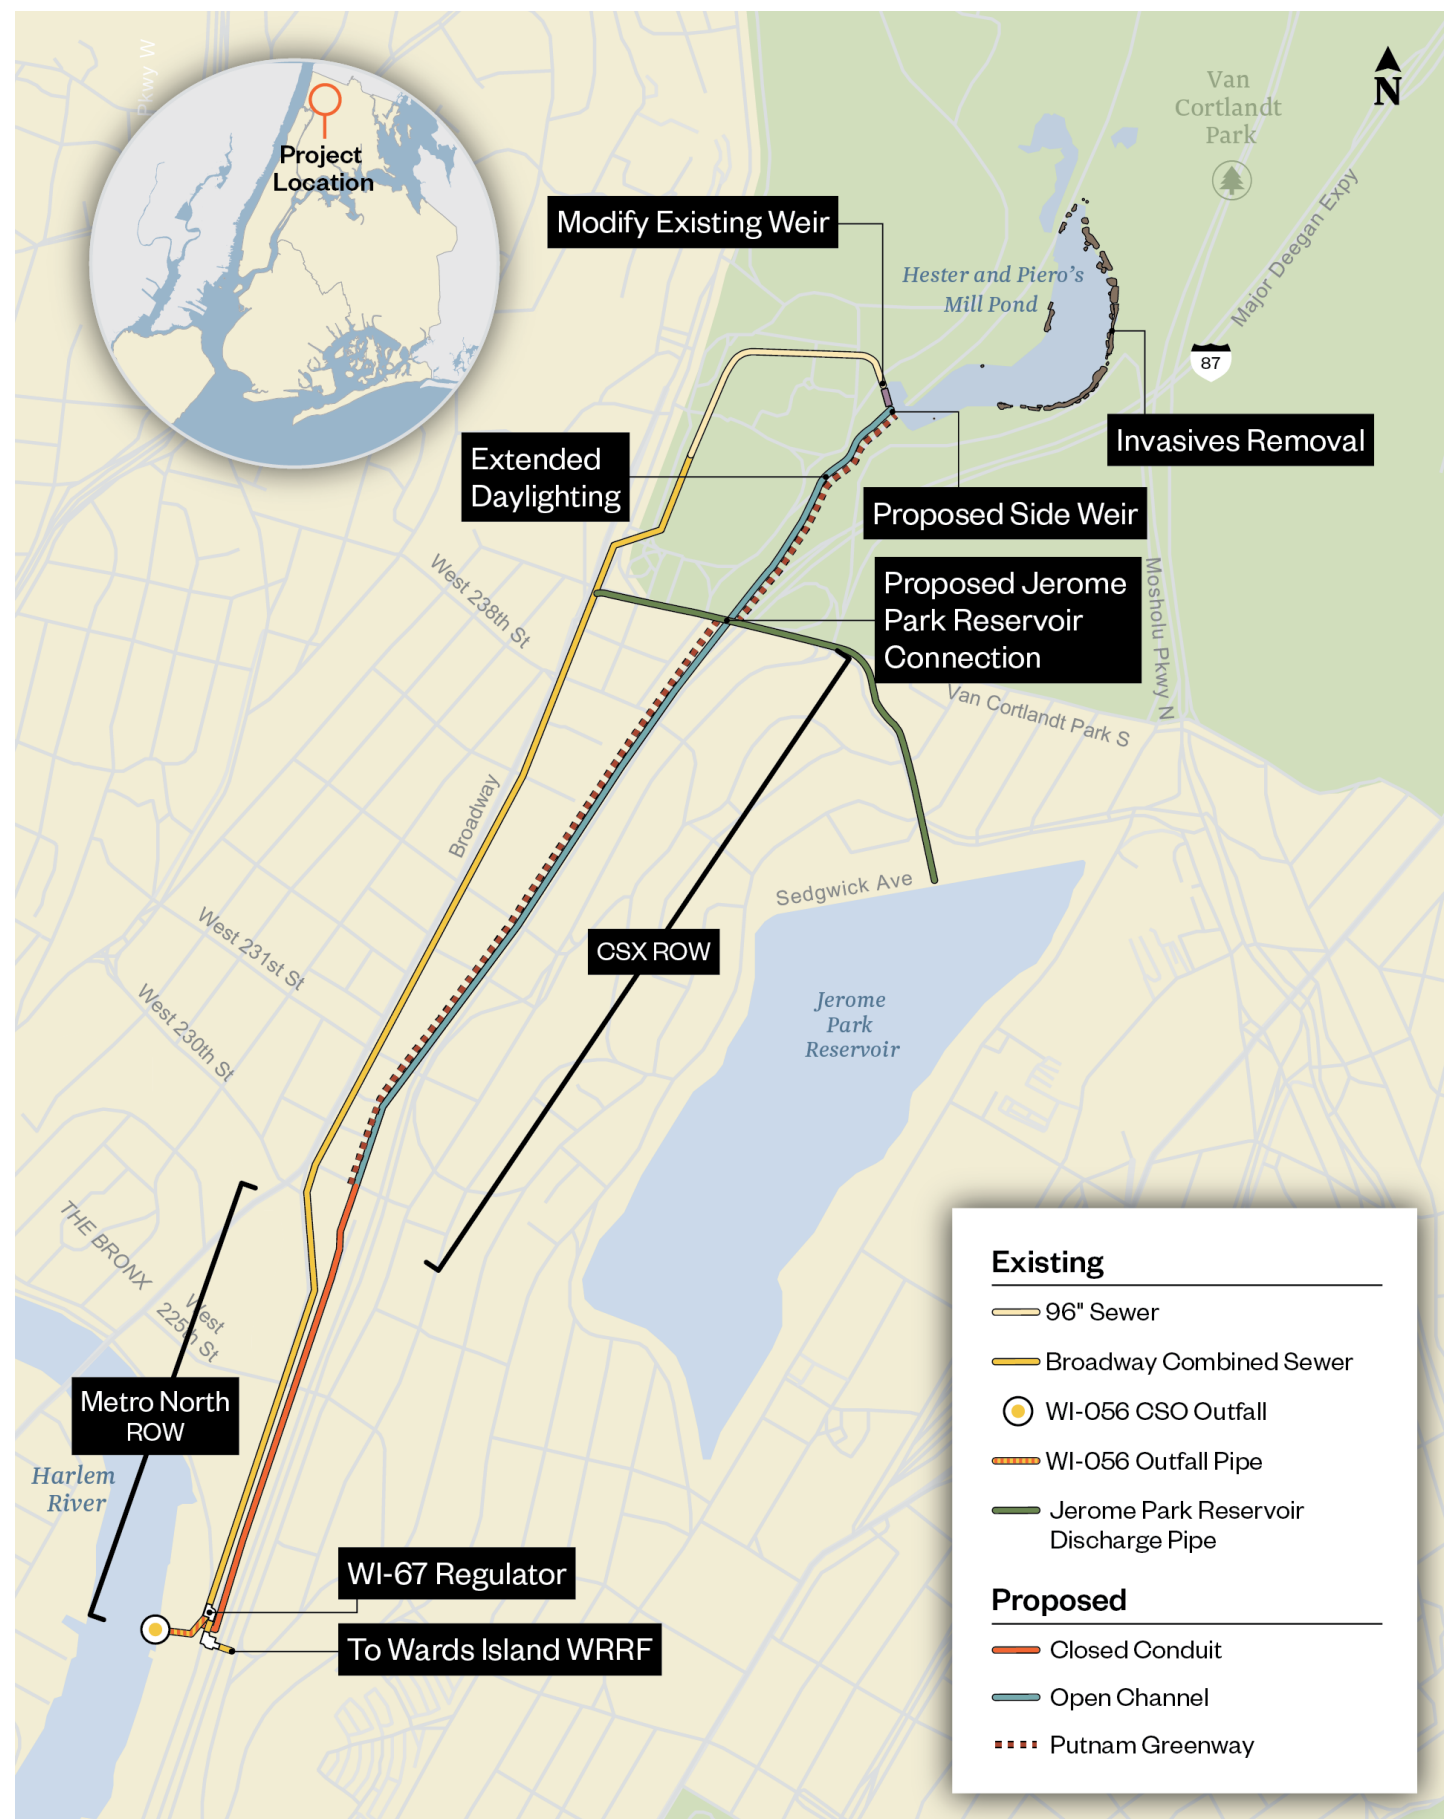 Pkwy W
Project
Location
N
Van
Cortlandt
Park
Major Deegan Expy
87
Modify Existing Weir
Hester and Piero's
Mill Pond
Invasives Removal
Extended
Daylighting
Proposed Side Weir
Proposed Jerome
Park Reservoir
Connection
West 238th St
Mosholu Pkwy N
Van Cortlandt Park S
Broadway
Sedgwick Ave
CSX ROW
West 231st St
West 230th St
Jerome
Park
Reservoir
THE BRONX
West
225th St
Metro North
ROW
Harlem
River
WI-67 Regulator
To Wards Island WRRF
Existing
96" Sewer
Broadway Combined Sewer
WI-056 CSO Outfall
WI-056 Outfall Pipe
Jerome Park Reservoir
Discharge Pipe
Proposed
Closed Conduit
Open Channel
Putnam Greenway